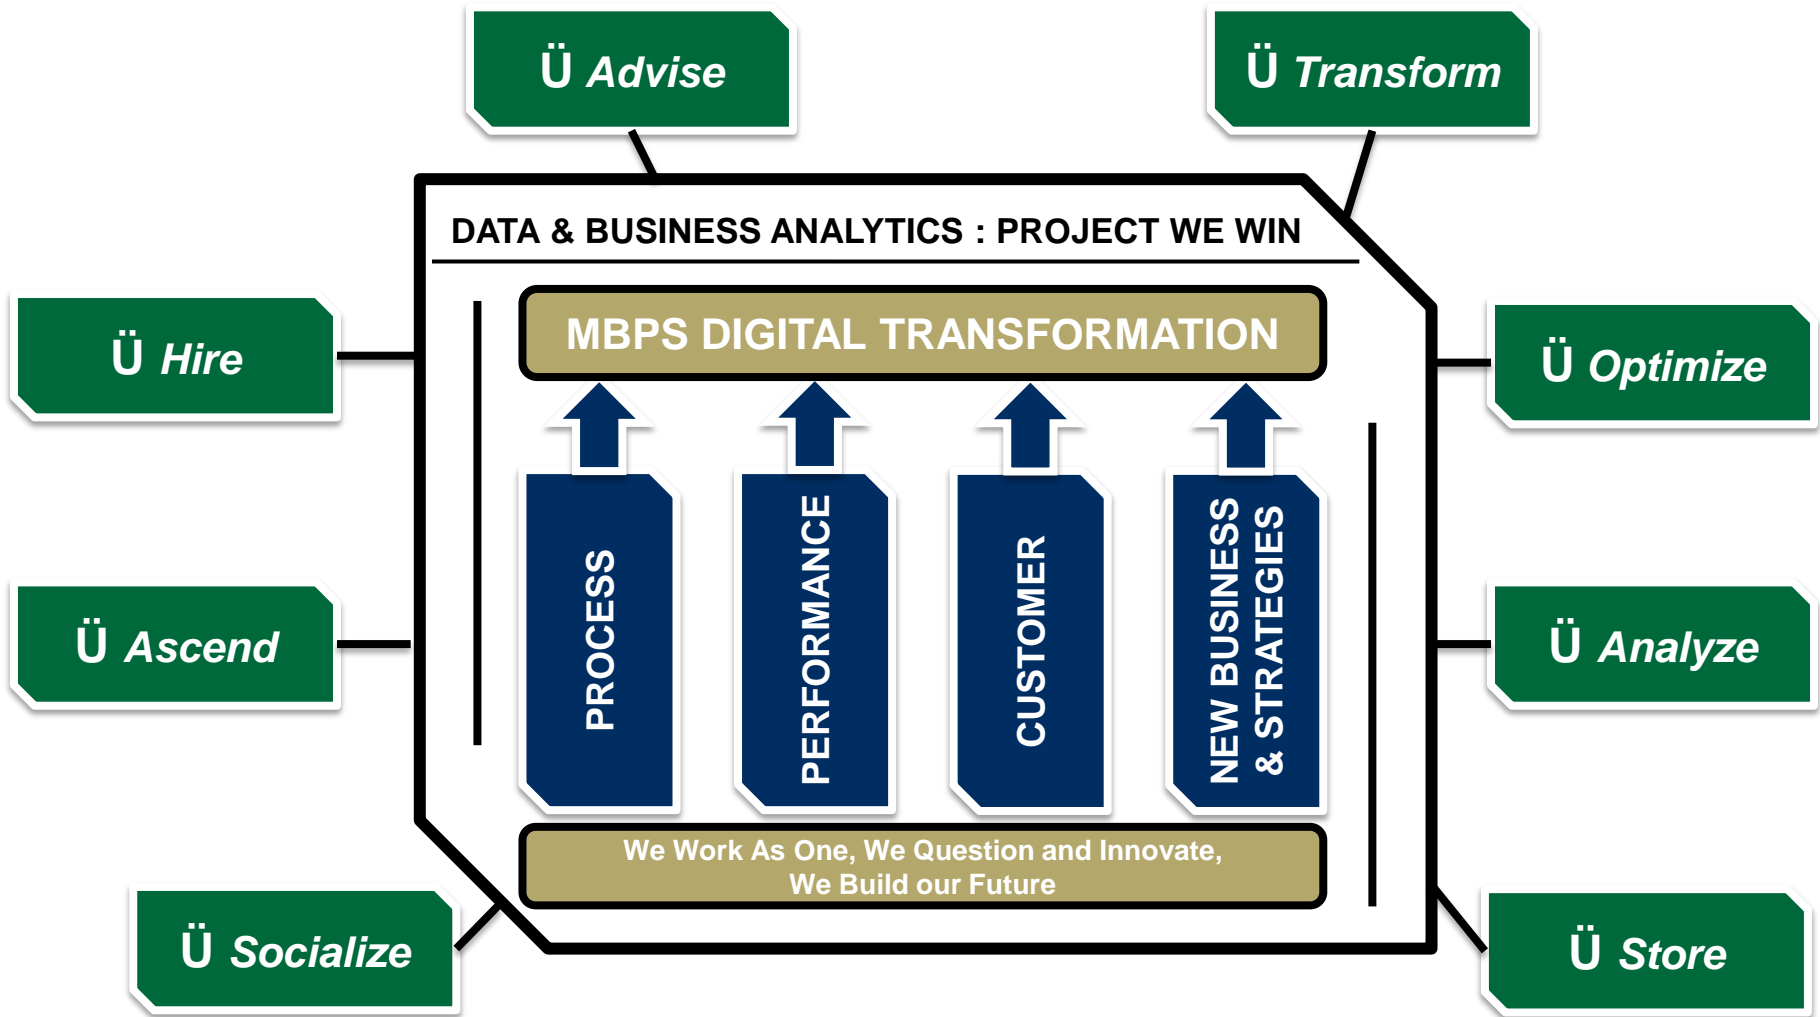 Ü Advise
Ü Transform
DATA & BUSINESS ANALYTICS : PROJECT WE WIN
MBPS DIGITAL TRANSFORMATION
Ü Hire
Ü Optimize
PROCESS
PERFORMANCE
CUSTOMER
NEW BUSINESS
& STRATEGIES
Ü Ascend
Ü Analyze
We Work As One, We Question and Innovate,
We Build our Future
Ü Socialize
Ü Store